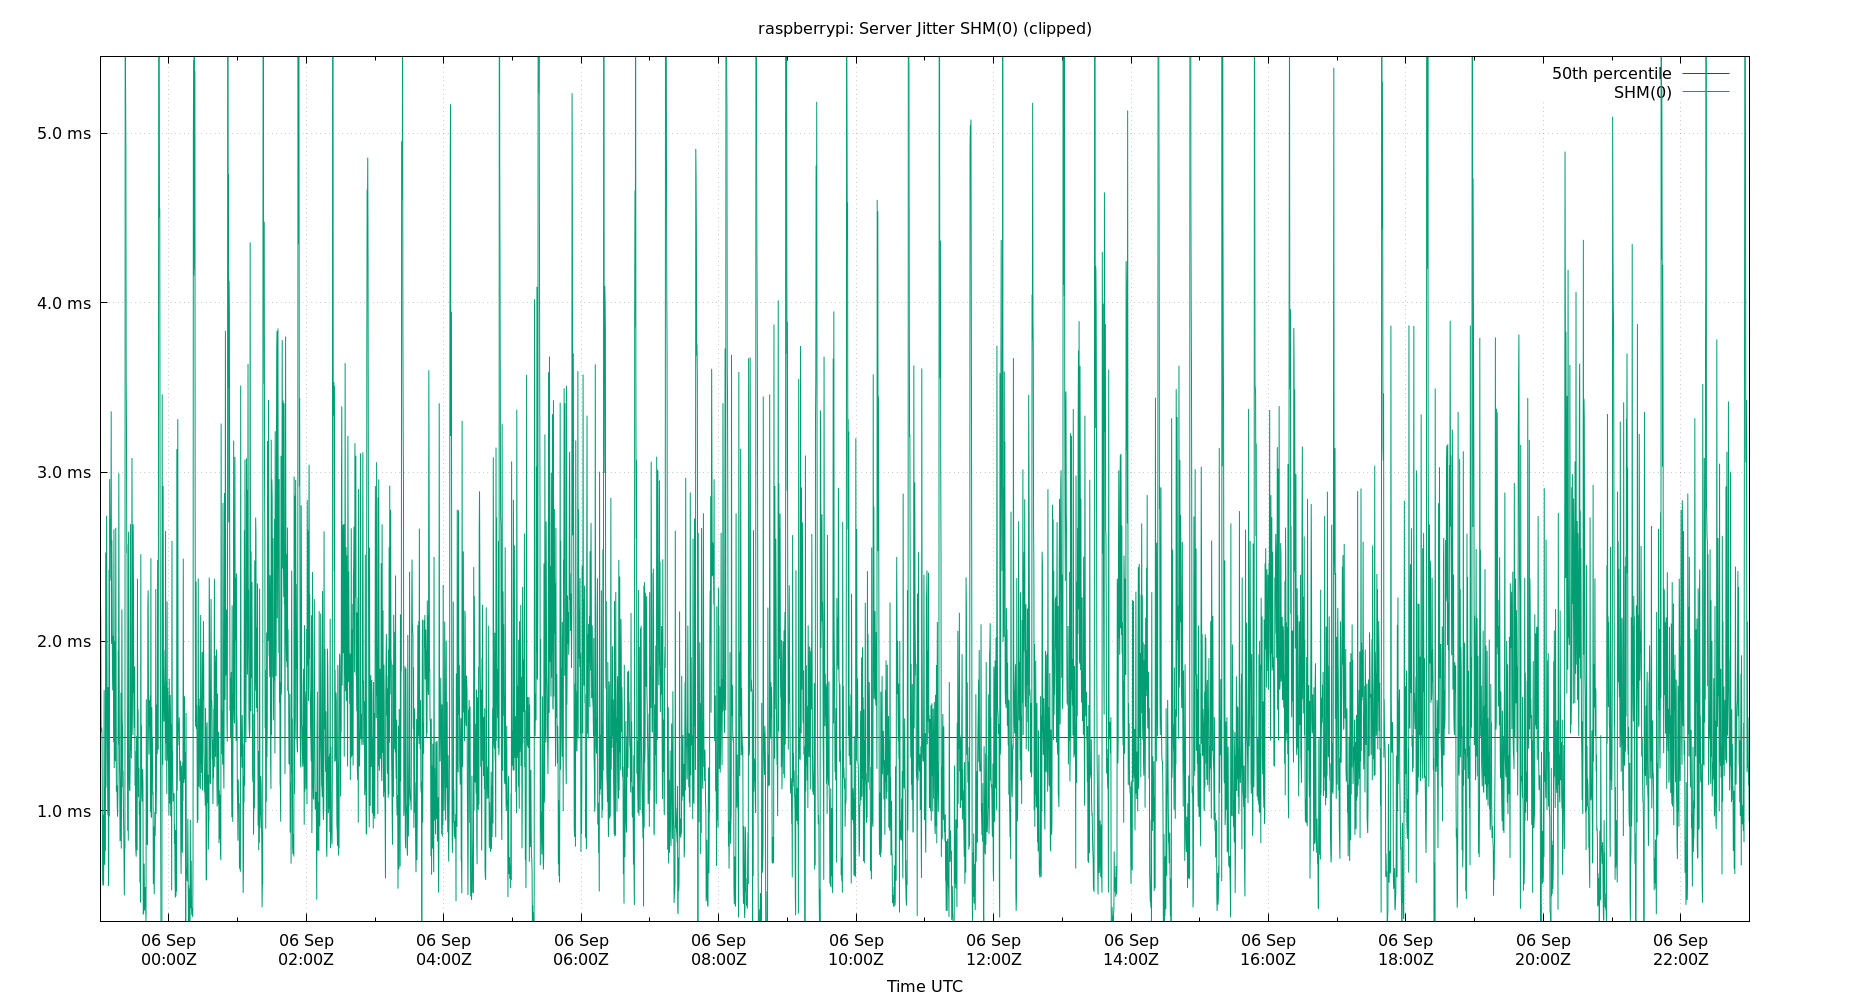 raspberrypi: Server Jitter SHM(0) (clipped)
50th percentile
SHM(0)
5.0 ms
4.0 ms
3.0 ms
2.0 ms
1.0 ms
06 Sep 06 Sep 06 Sep 06 Sep 06 Sep 06 Sep 06 Sep 06 Sep 06 Sep 06 Sep 06 Sep 06 Sep
00:00Z 02:00Z 04:00Z 06:00Z 08:00Z 10:00Z 12:00Z 14:00Z 16:00Z 18:00Z 20:00Z 22:00Z
Time UTC